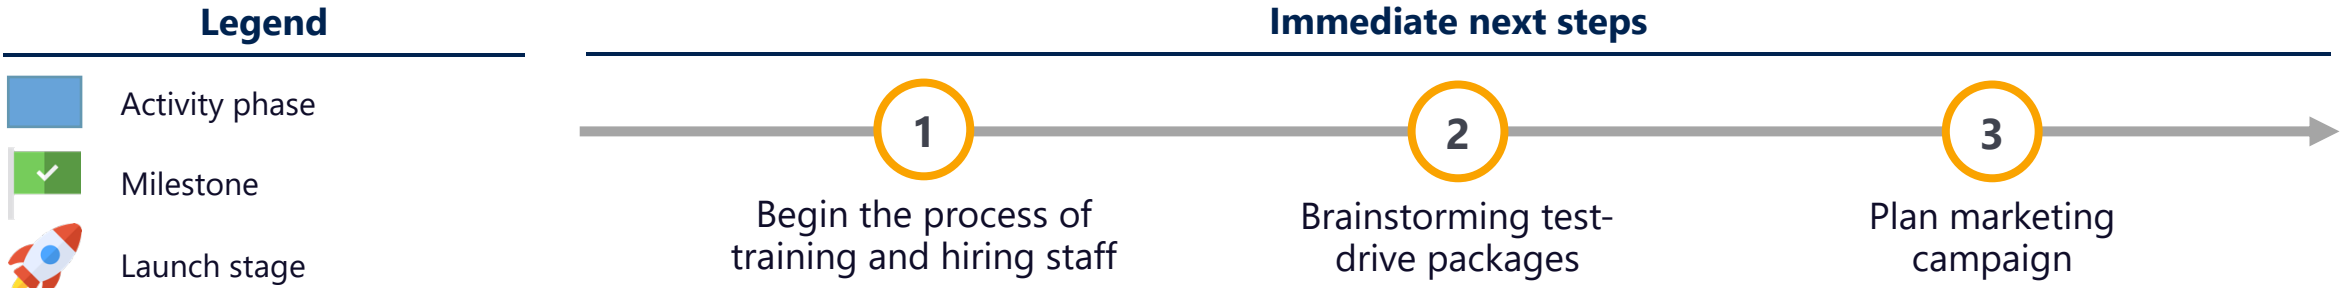 Legend
Activity phase
Milestone
Launch stage
Immediate next steps
1
Begin the process of
training and hiring staff
2
Brainstorming test-
drive packages
3
Plan marketing
campaign